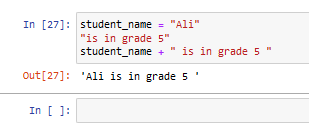 In [27]: student_name = "Ali"
"is in grade 5"
student_name + " is in grade 5 "
Out[27]: 'Ali is in grade 5 '
In [ ]: